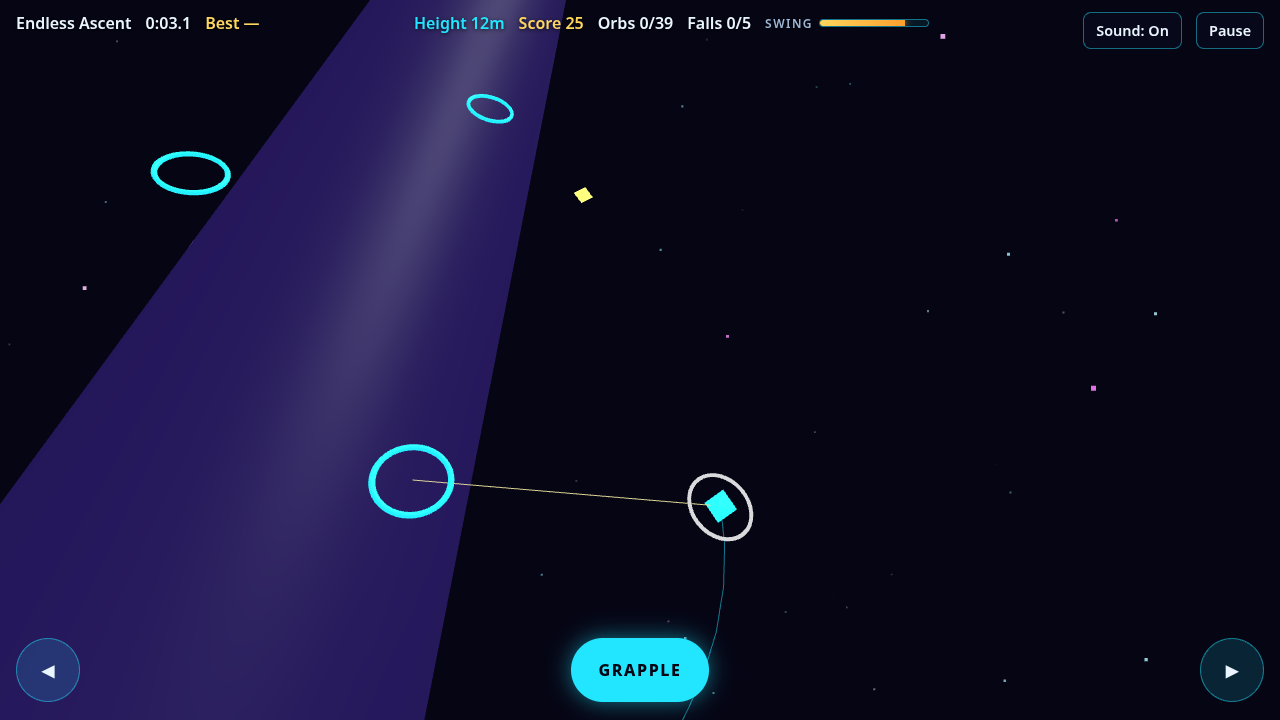 Endless Ascent 0:03.1 Best —
Height 12m Score 25 Orbs 0/39 Falls 0/5 SWING
Sound: On
Pause
GRAPPLE